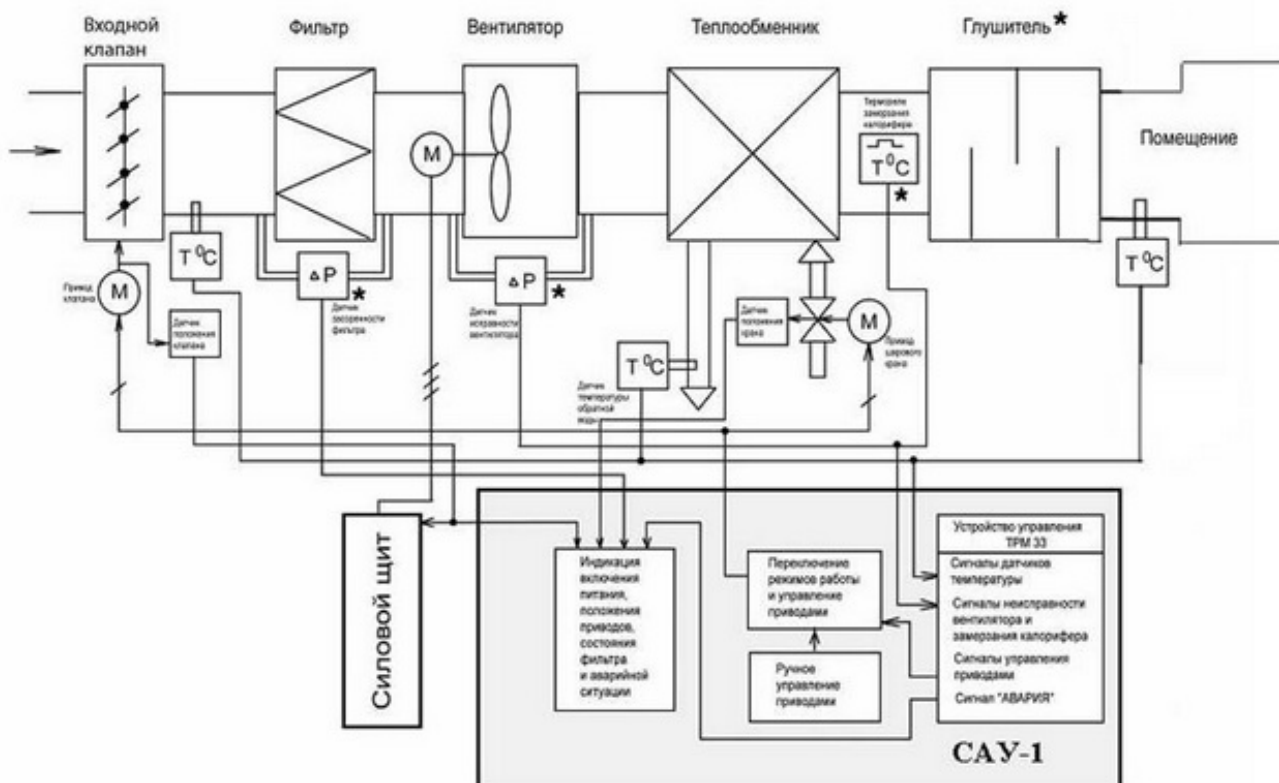 Входной
клапан
Фильтр
Вентилятор
Теплообменник
Глушитель*
Термореле
замерзания
калорифера
Помещение
М
T⁰C
*
T⁰C
M
Привод
клапана
Датчик
положения
клапана
ΔP
*
Датчик
засоренности
фильтра
ΔP
*
Датчик
исправности
вентилятора
T⁰C
Датчик
температуры
обратной
воды
Датчик
положения
крана
M
Привод
шарового
крана
T⁰C
Силовой щит
Индикация
включения
питания,
положения
приводов,
состояния
фильтра
и аварийной
ситуации
Переключение
режимов работы
и управление
приводами
Ручное
управление
приводами
Устройство управления
ТРМ 33
Сигналы датчиков
температуры
Сигналы неисправности
вентилятора и
замерзания калорифера
Сигналы управления
приводами
Сигнал "АВАРИЯ"
САУ-1